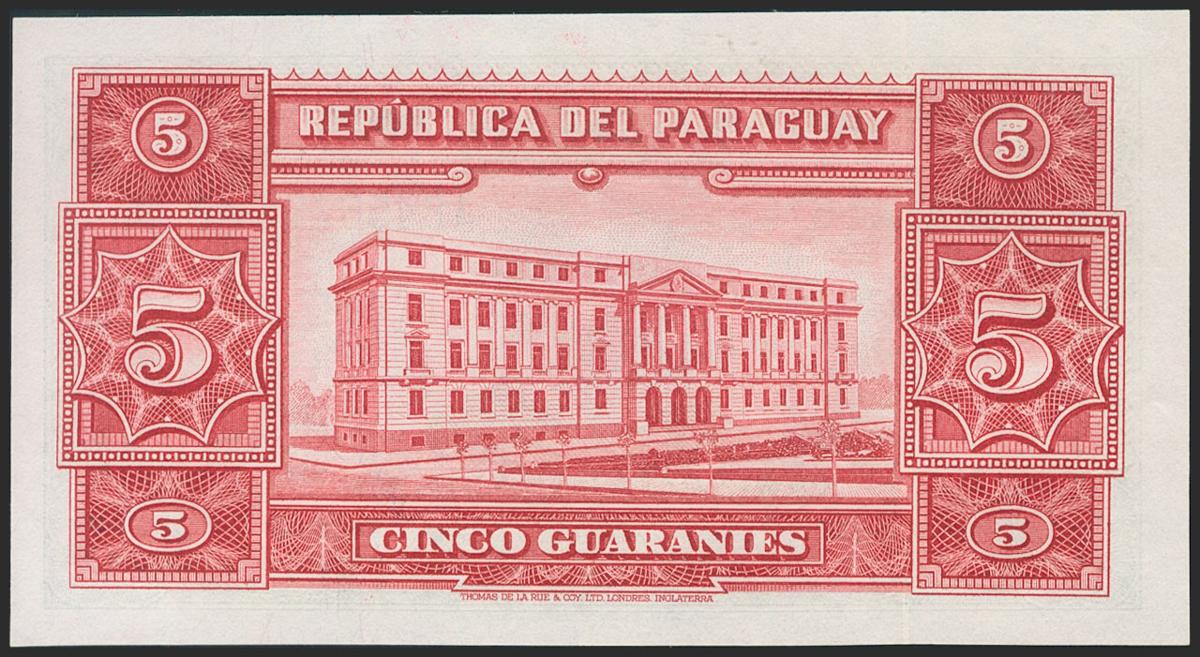 5 REPÚBLICA DEL PARAGUAY 5
5 5
5 CINCO GUARANIES 5
THOMAS DE LA RUE & COY. LTD. LONDRES. INGLATERRA